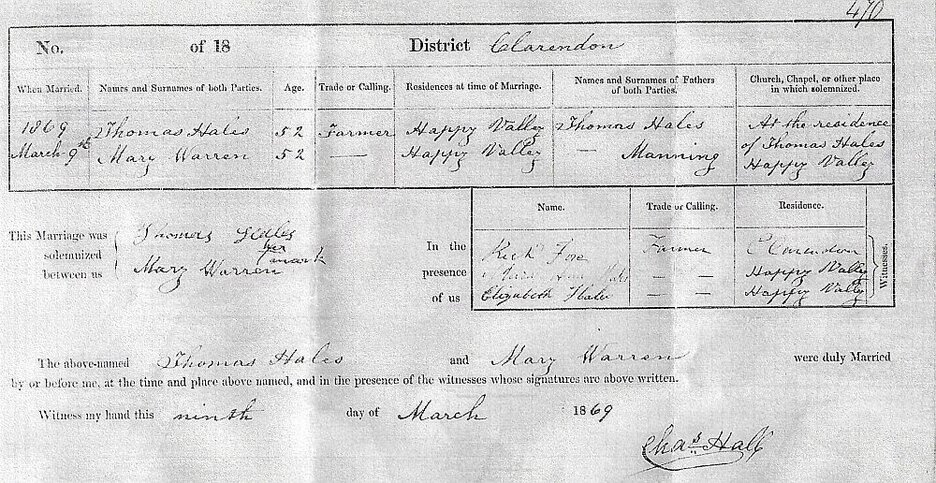 470
No. of 18 District Clarendon
When Married. Names and Surnames of both Parties. Age. Trade or Calling. Residences at time of Marriage. Names and Surnames of Fathers of both Parties. Church, Chapel, or other place in which solemnized.
1869 Thomas Hales 52 Farmer Happy Valley Thomas Hales At the residence
March 9th Mary Warren 52 — Happy Valley — Manning of Thomas Hales
Happy Valley
Name. Trade or Calling. Residence.
This Marriage was solemnized between us
Thomas
her
Mary Warren mark
In the presence of us
Farmer Clarendon
— — Happy Valley
Elizabeth — — Happy Valley
Witnesses.
The above-named Thomas Hales and Mary Warren were duly Married
by or before me, at the time and place above named, and in the presence of the witnesses whose signatures are above written.
Witness my hand this ninth day of March 1869
Chas Hall